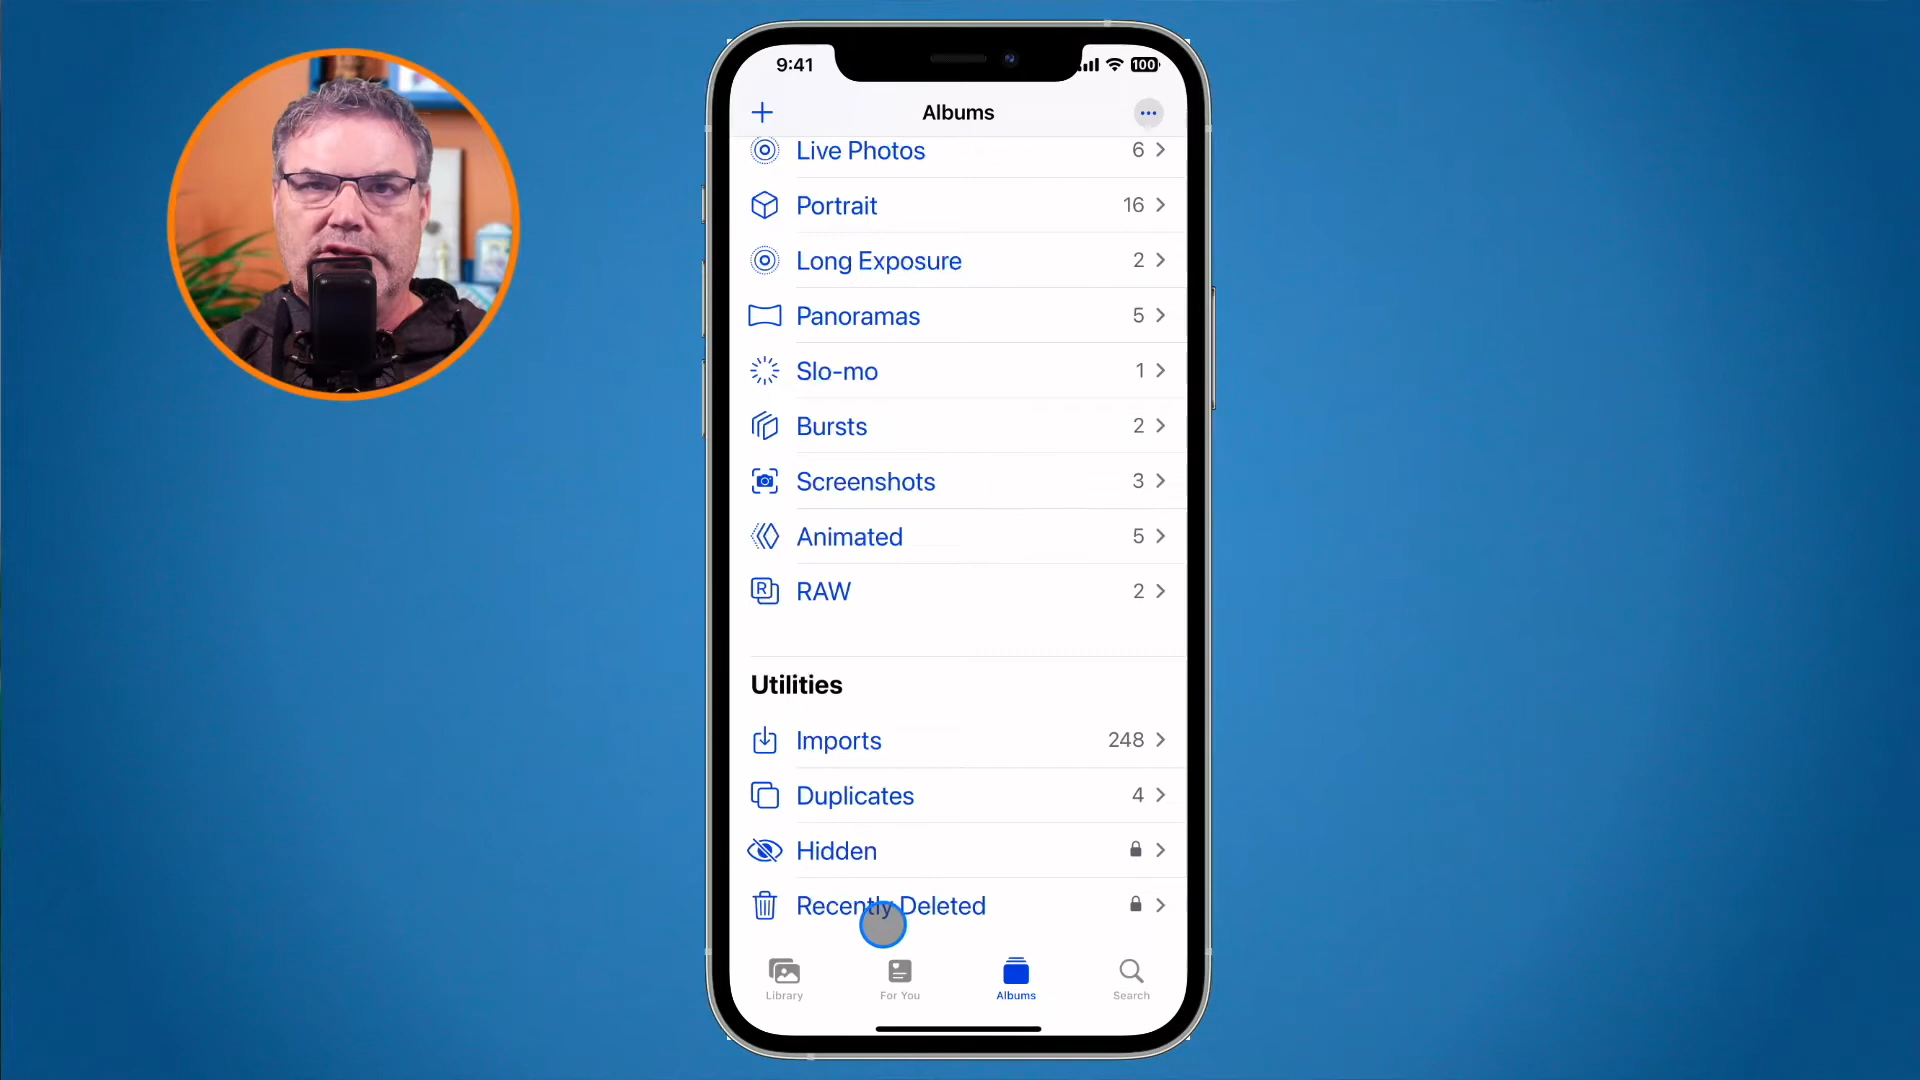 9:41
100
Albums
Live Photos 6
Portrait 16
Long Exposure 2
Panoramas 5
Slo-mo 1
Bursts 2
Screenshots 3
Animated 5
R RAW 2
Utilities
Imports 248
Duplicates 4
Hidden
Recently Deleted
Library For You Albums Search